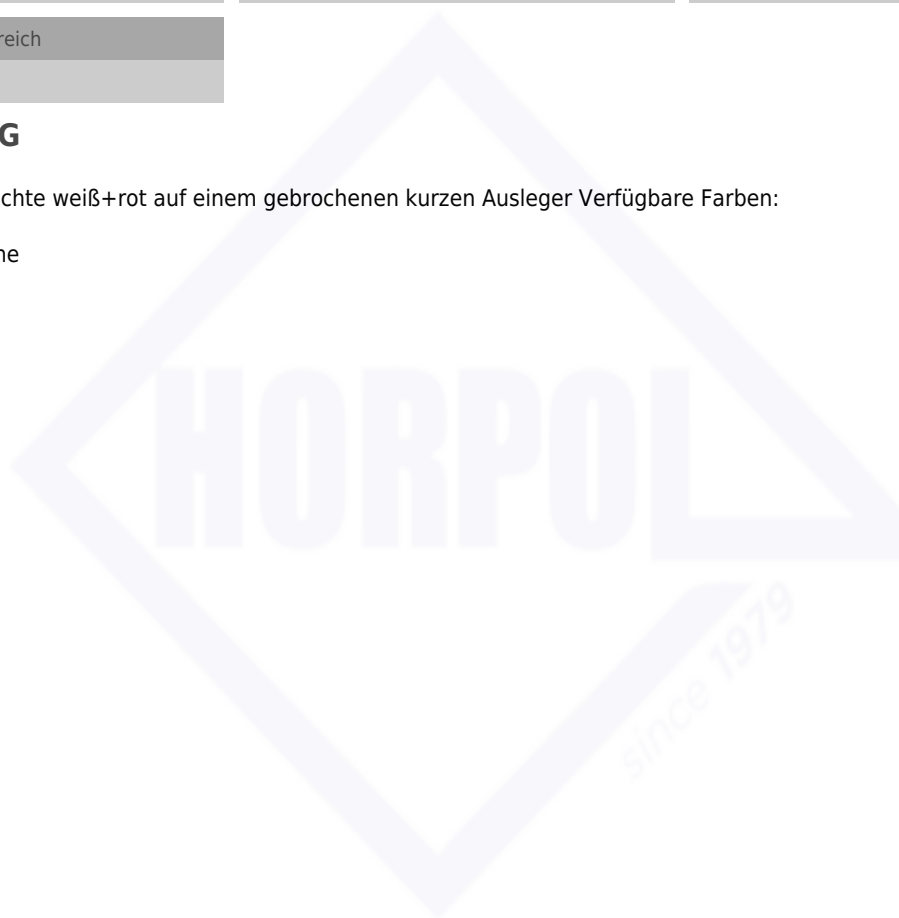 reich
G
chte weiß+rot auf einem gebrochenen kurzen Ausleger Verfügbare Farben:
ne
HORPOL
since 1979